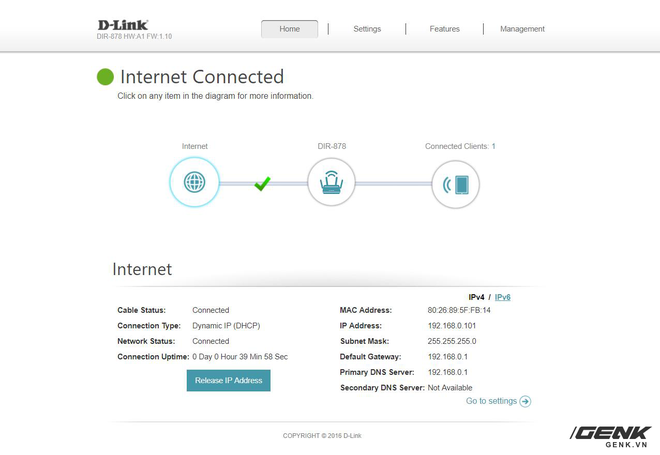 D-Link
DIR-878 HW:A1 FW:1.10
Home
Settings
Features
Management
Internet Connected
Click on any item in the diagram for more information.
Internet
DIR-878
Connected Clients: 1
Internet
IPv4 / IPv6
Cable Status: Connected
Connection Type: Dynamic IP (DHCP)
Network Status: Connected
Connection Uptime: 0 Day 0 Hour 39 Min 58 Sec
Release IP Address
MAC Address: 80:26:89:5F:FB:14
IP Address: 192.168.0.101
Subnet Mask: 255.255.255.0
Default Gateway: 192.168.0.1
Primary DNS Server: 192.168.0.1
Secondary DNS Server: Not Available
Go to settings
COPYRIGHT © 2016 D-Link
GENK
GENK.VN